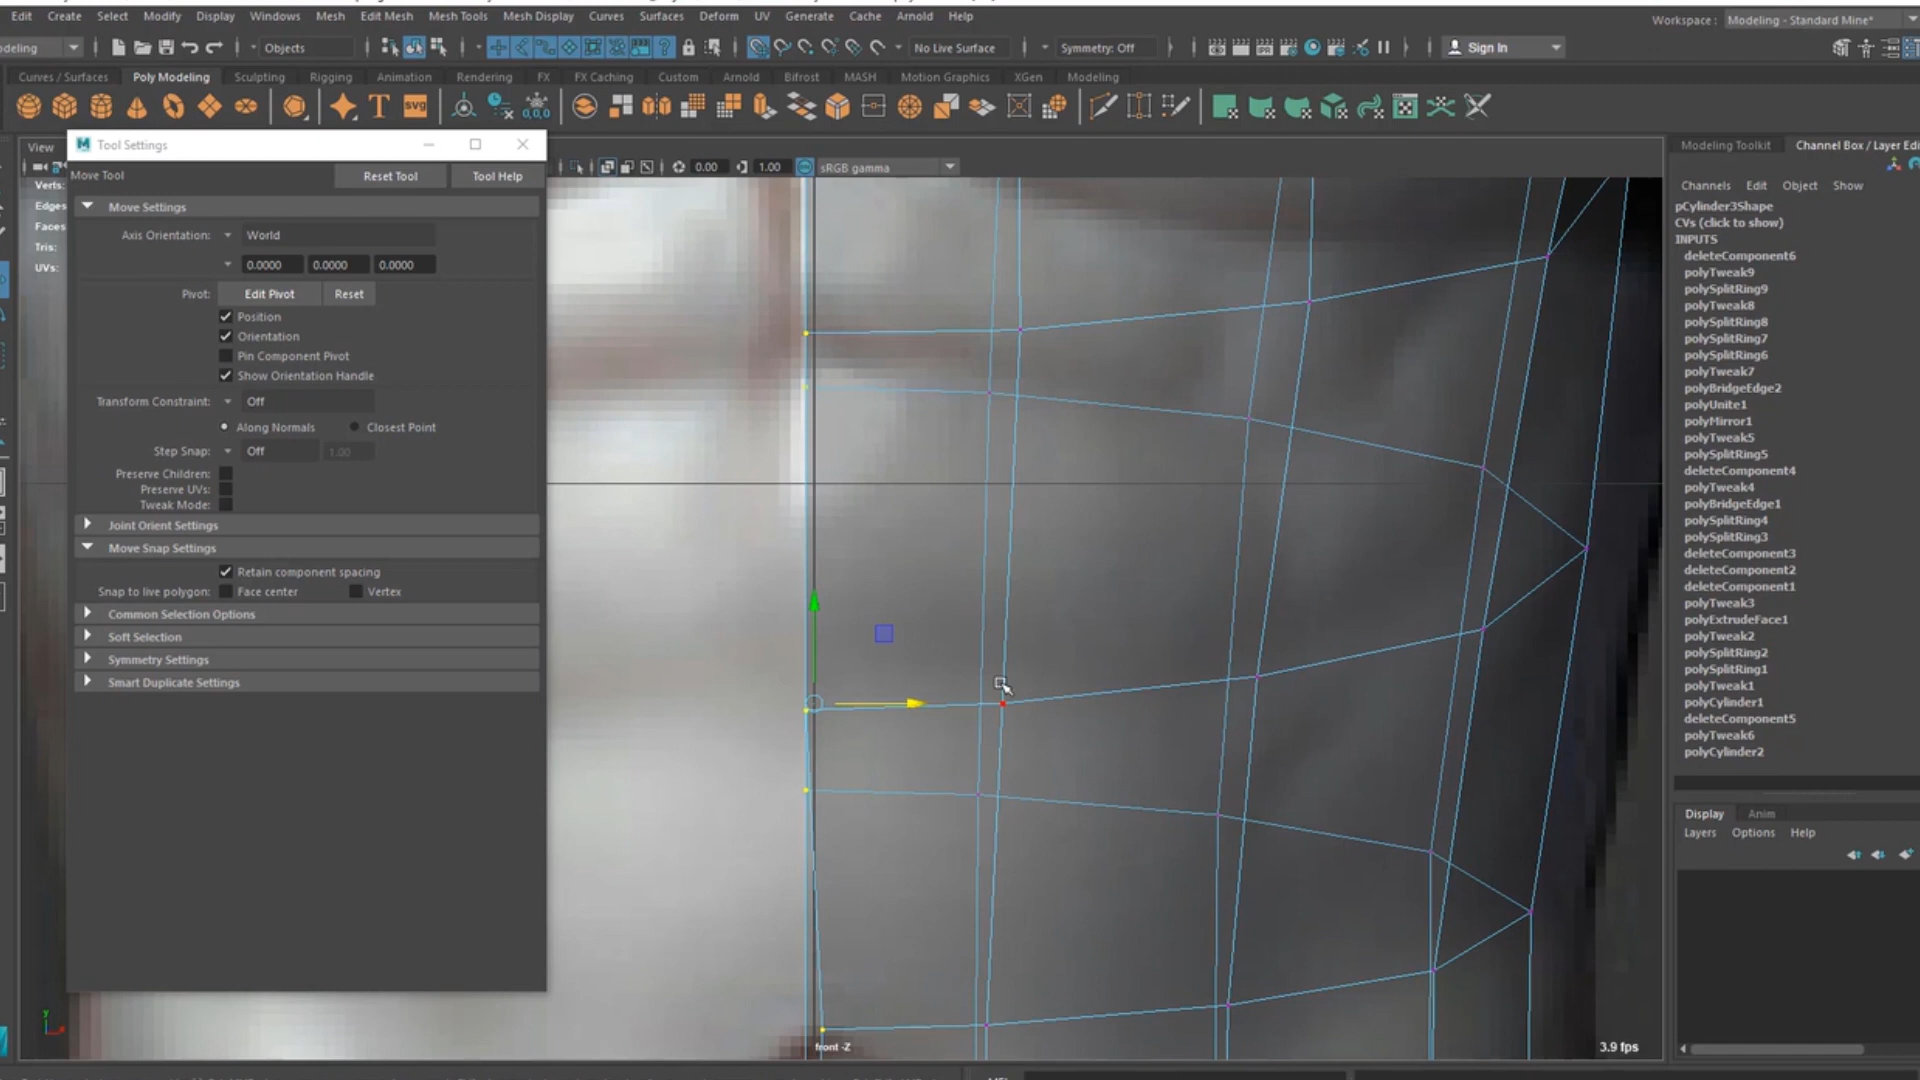 Edit Create Select Modify Display Windows Mesh Edit Mesh Mesh Tools Mesh Display Curves Surfaces Deform UV Generate Cache Arnold Help
Workspace : Modeling - Standard Mine*
Objects No Live Surface Symmetry: Off Sign In
Curves / Surfaces Poly Modeling Sculpting Rigging Animation Rendering FX FX Caching Custom Arnold Bifrost MASH Motion Graphics XGen Modeling
T svg 0,0,0
View
Tool Settings
Modeling Toolkit Channel Box / Layer Edi
0.00 1.00 sRGB gamma
Move Tool Reset Tool Tool Help
Verts:
Edges
Faces
Tris:
UVs:
Move Settings
Axis Orientation: World
0.0000 0.0000 0.0000
Pivot: Edit Pivot Reset
Position
Orientation
Pin Component Pivot
Show Orientation Handle
Transform Constraint: Off
Along Normals Closest Point
Step Snap: Off 1.00
Preserve Children:
Preserve UVs:
Tweak Mode:
Joint Orient Settings
Move Snap Settings
Retain component spacing
Snap to live polygon: Face center Vertex
Common Selection Options
Soft Selection
Symmetry Settings
Smart Duplicate Settings
y
front -Z
3.9 fps
Channels Edit Object Show
pCylinder3Shape
CVs (click to show)
INPUTS
deleteComponent6
polyTweak9
polySplitRing9
polyTweak8
polySplitRing8
polySplitRing7
polySplitRing6
polyTweak7
polyBridgeEdge2
polyUnite1
polyMirror1
polyTweak5
polySplitRing5
deleteComponent4
polyTweak4
polyBridgeEdge1
polySplitRing4
polySplitRing3
deleteComponent3
deleteComponent2
deleteComponent1
polyTweak3
polyExtrudeFace1
polyTweak2
polySplitRing2
polySplitRing1
polyTweak1
polyCylinder1
deleteComponent5
polyTweak6
polyCylinder2
Display Anim
Layers Options Help